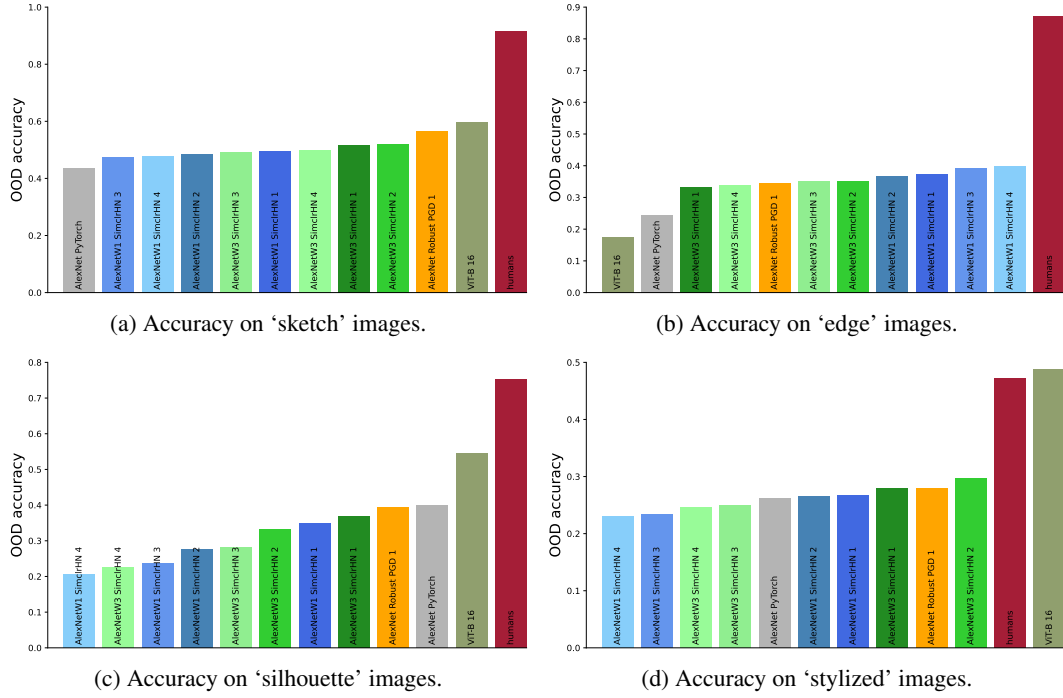 OOD accuracy
1.0
0.8
0.6
0.4
0.2
0.0
AlexNet PyTorch
AlexNetW1 SimclrHN 3
AlexNetW1 SimclrHN 4
AlexNetW1 SimclrHN 2
AlexNetW3 SimclrHN 3
AlexNetW1 SimclrHN 1
AlexNetW3 SimclrHN 4
AlexNetW3 SimclrHN 1
AlexNetW3 SimclrHN 2
AlexNet Robust PGD 1
ViT-B 16
humans
(a) Accuracy on ‘sketch’ images.
OOD accuracy
0.9
0.8
0.7
0.6
0.5
0.4
0.3
0.2
0.1
0.0
ViT-B 16
AlexNet PyTorch
AlexNetW3 SimclrHN 1
AlexNetW3 SimclrHN 4
AlexNet Robust PGD 1
AlexNetW3 SimclrHN 3
AlexNetW3 SimclrHN 2
AlexNetW1 SimclrHN 2
AlexNetW1 SimclrHN 1
AlexNetW1 SimclrHN 3
AlexNetW1 SimclrHN 4
humans
(b) Accuracy on ‘edge’ images.
OOD accuracy
0.8
0.7
0.6
0.5
0.4
0.3
0.2
0.1
0.0
AlexNetW1 SimclrHN 4
AlexNetW3 SimclrHN 4
AlexNetW1 SimclrHN 3
AlexNetW1 SimclrHN 2
AlexNetW3 SimclrHN 3
AlexNetW3 SimclrHN 2
AlexNetW1 SimclrHN 1
AlexNetW3 SimclrHN 1
AlexNet Robust PGD 1
AlexNet PyTorch
ViT-B 16
humans
(c) Accuracy on ‘silhouette’ images.
OOD accuracy
0.5
0.4
0.3
0.2
0.1
0.0
AlexNetW1 SimclrHN 4
AlexNetW1 SimclrHN 3
AlexNetW3 SimclrHN 4
AlexNetW3 SimclrHN 3
AlexNet PyTorch
AlexNetW1 SimclrHN 2
AlexNetW1 SimclrHN 1
AlexNetW3 SimclrHN 1
AlexNet Robust PGD 1
AlexNetW3 SimclrHN 2
humans
ViT-B 16
(d) Accuracy on ‘stylized’ images.